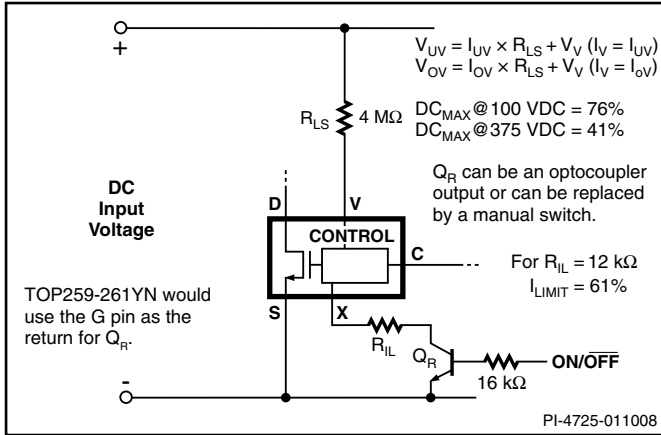 +
V_UV = I_UV × R_LS + V_V (I_V = I_UV)
V_OV = I_OV × R_LS + V_V (I_V = I_oV)
R_LS
4 MΩ
DC_MAX@100 VDC = 76%
DC_MAX@375 VDC = 41%
Q_R can be an optocoupler
output or can be replaced
by a manual switch.
DC
Input
Voltage
D
V
CONTROL
C
For R_IL = 12 kΩ
I_LIMIT = 61%
TOP259-261YN would
use the G pin as the
return for Q_R.
S
X
R_IL
Q_R
16 kΩ
ON/O̅F̅F̅
-
PI-4725-011008